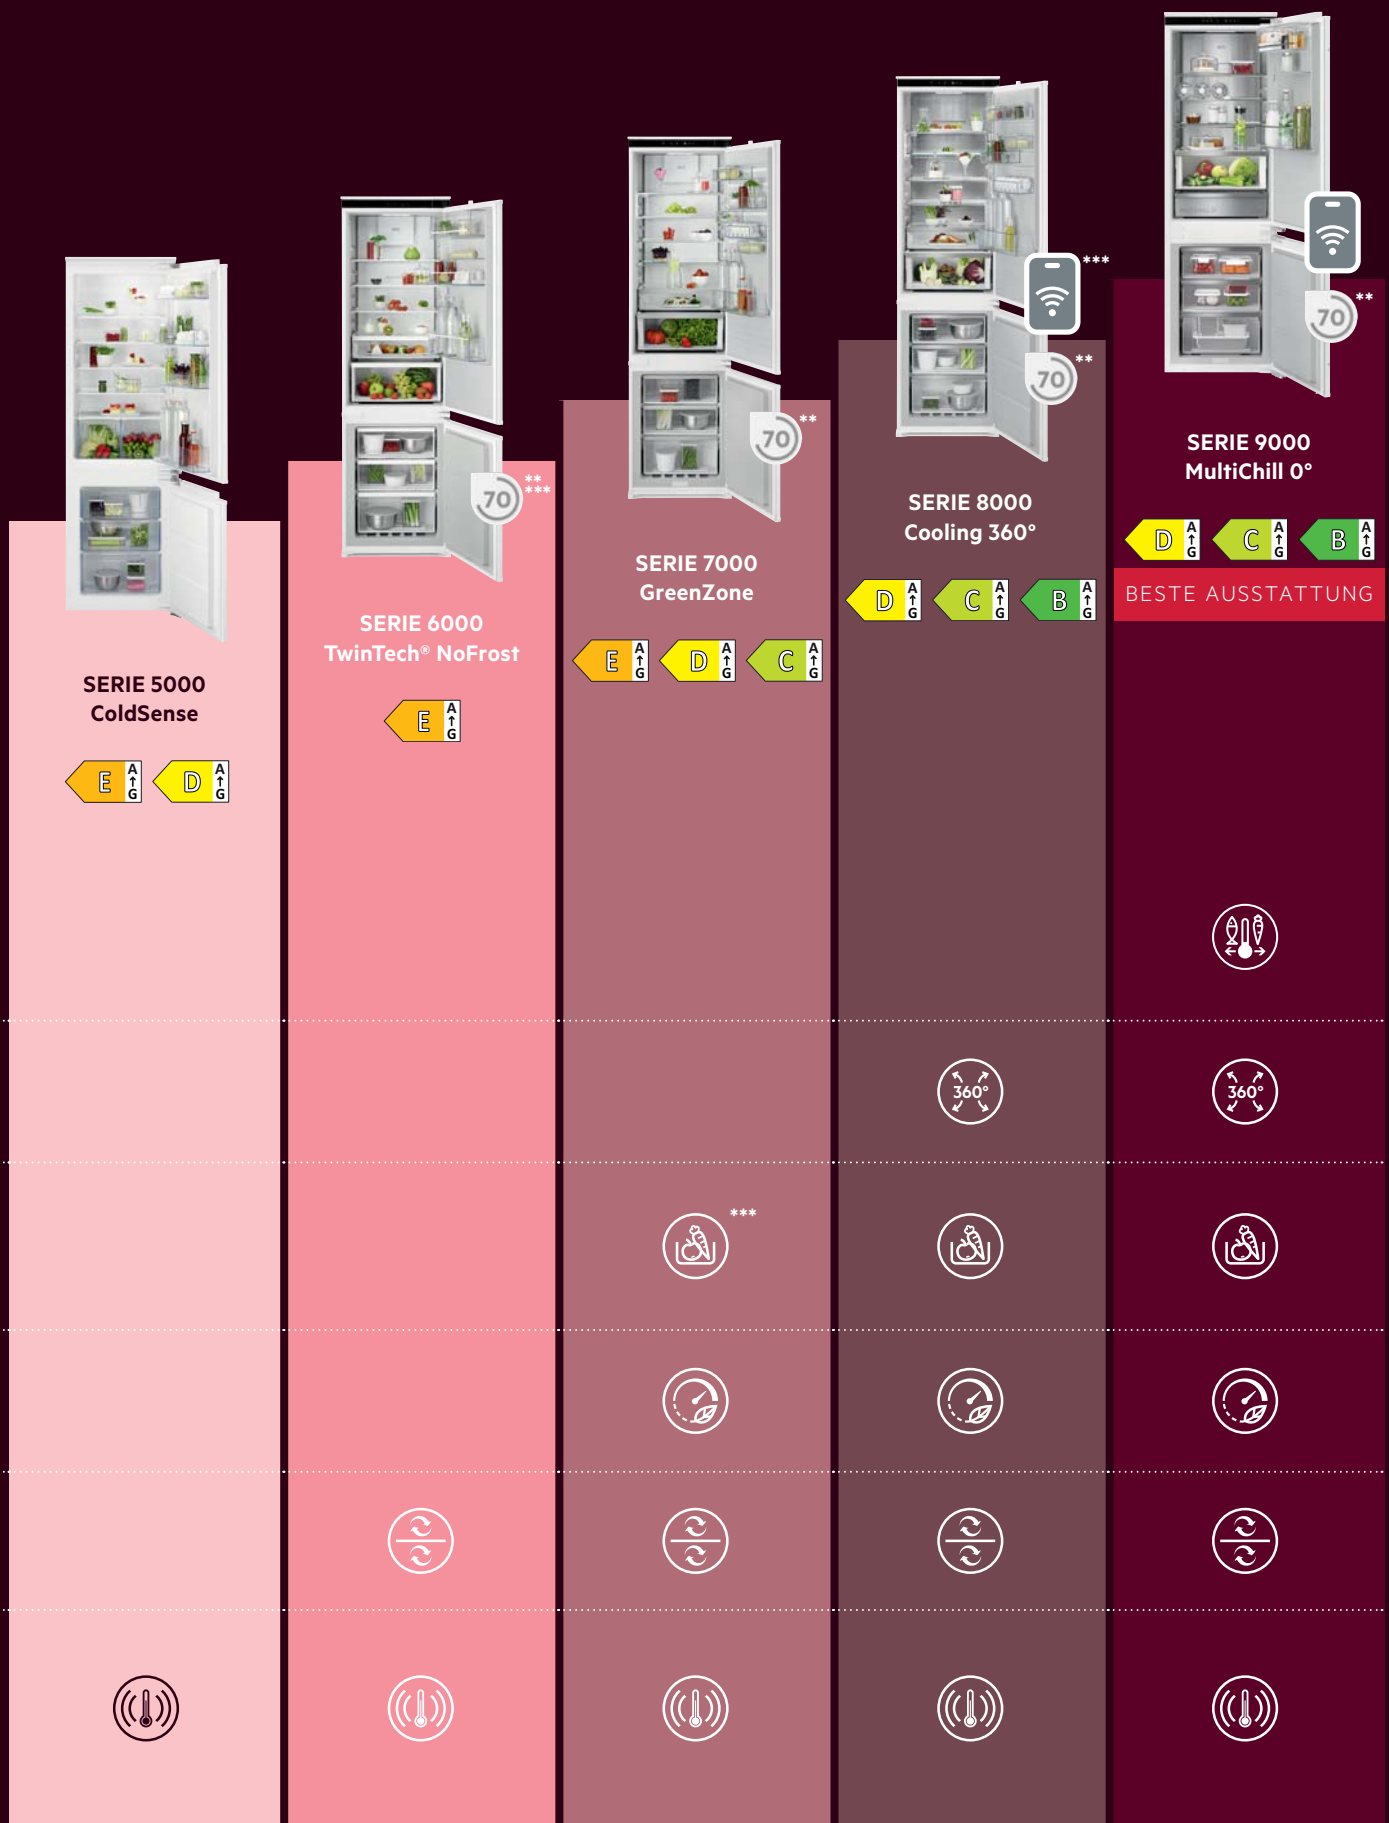 ***
**
70
SERIE 9000
MultiChill 0°
D A↑G C A↑G B A↑G
BESTE AUSSTATTUNG
**
70
SERIE 8000
Cooling 360°
D A↑G C A↑G B A↑G
**
70
SERIE 7000
GreenZone
E A↑G D A↑G C A↑G
**
***
70
SERIE 6000
TwinTech® NoFrost
E A↑G
SERIE 5000
ColdSense
E A↑G D A↑G
360° 360°
***